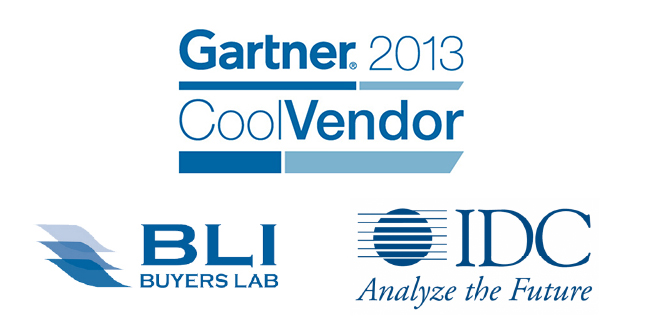 Gartner® 2013
CoolVendor
BLI
BUYERS LAB
IDC
Analyze the Future